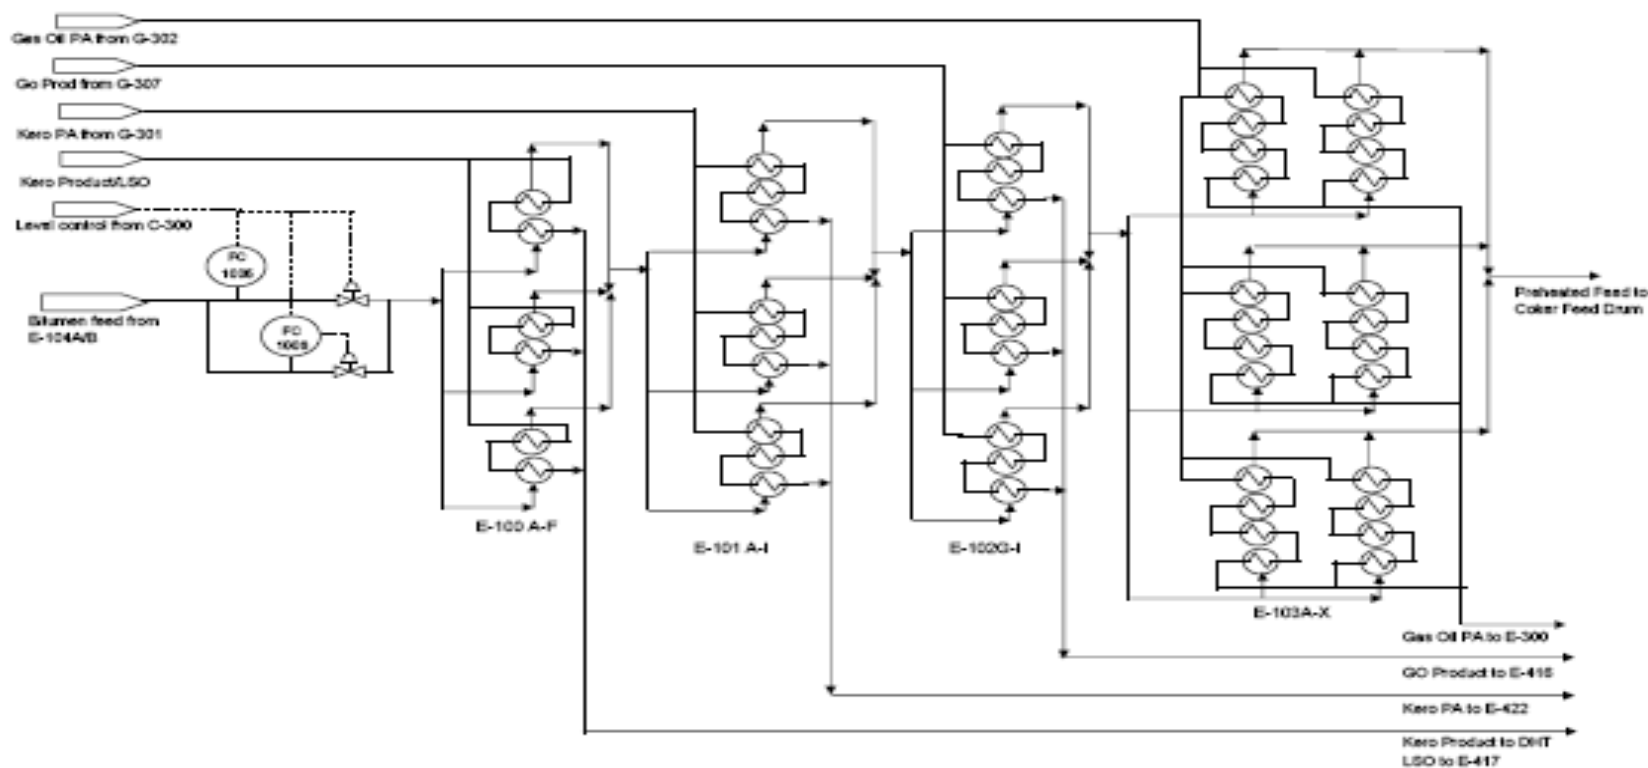 Gas Oil PA from G-302
Go Prod from G-307
Kero PA from G-301
Kero Product/LSO
Level control from C-300
FC
Bitumen feed from
E-104A/B
FC
E-100 A-F
E-101 A-I
E-102G-I
E-103A-X
Preheated Feed to
Coker Feed Drum
Gas Oil PA to E-300
GO Product to E-416
Kero PA to E-422
Kero Product to DHT
LSO to E-417